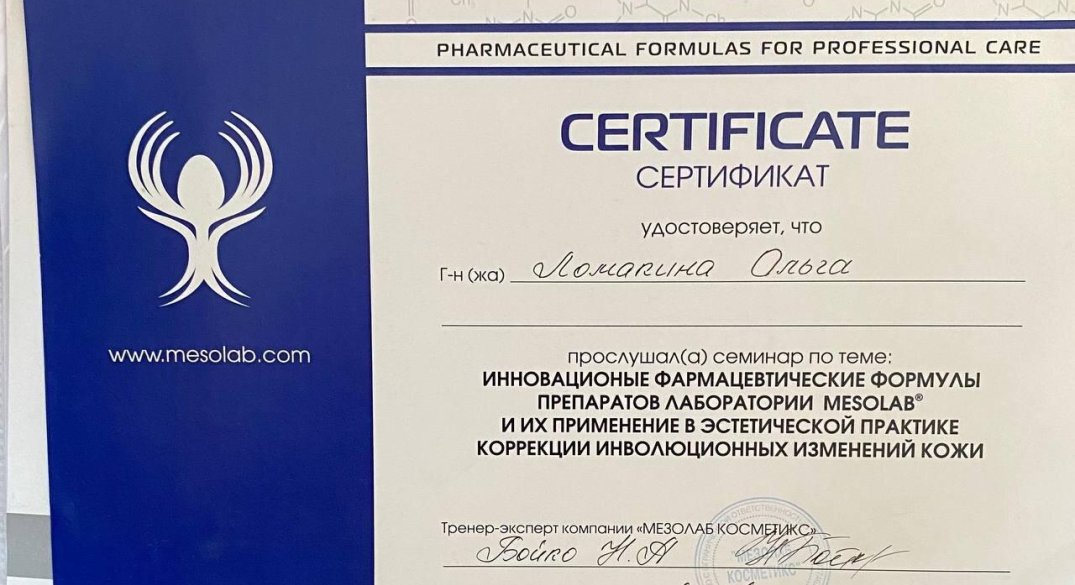 PHARMACEUTICAL FORMULAS FOR PROFESSIONAL CARE
CERTIFICATE
СЕРТИФИКАТ
удостоверяет, что
Г-н (жа) Ломакина Ольга
www.mesolab.com
прослушал(а) семинар по теме:
ИННОВАЦИОНЫЕ ФАРМАЦЕВТИЧЕСКИЕ ФОРМУЛЫ
ПРЕПАРАТОВ ЛАБОРАТОРИИ MESOLAB®
И ИХ ПРИМЕНЕНИЕ В ЭСТЕТИЧЕСКОЙ ПРАКТИКЕ
КОРРЕКЦИИ ИНВОЛЮЦИОННЫХ ИЗМЕНЕНИЙ КОЖИ
Тренер-эксперт компании «МЕЗОЛАБ КОСМЕТИКС»
Бойко Н.А
"МЕЗОЛАБ
КОСМЕТИКС"